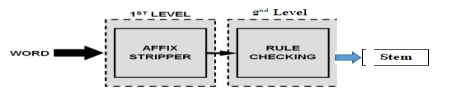 1ST LEVEL
2nd Level
WORD
AFFIX
STRIPPER
RULE
CHECKING
Stem